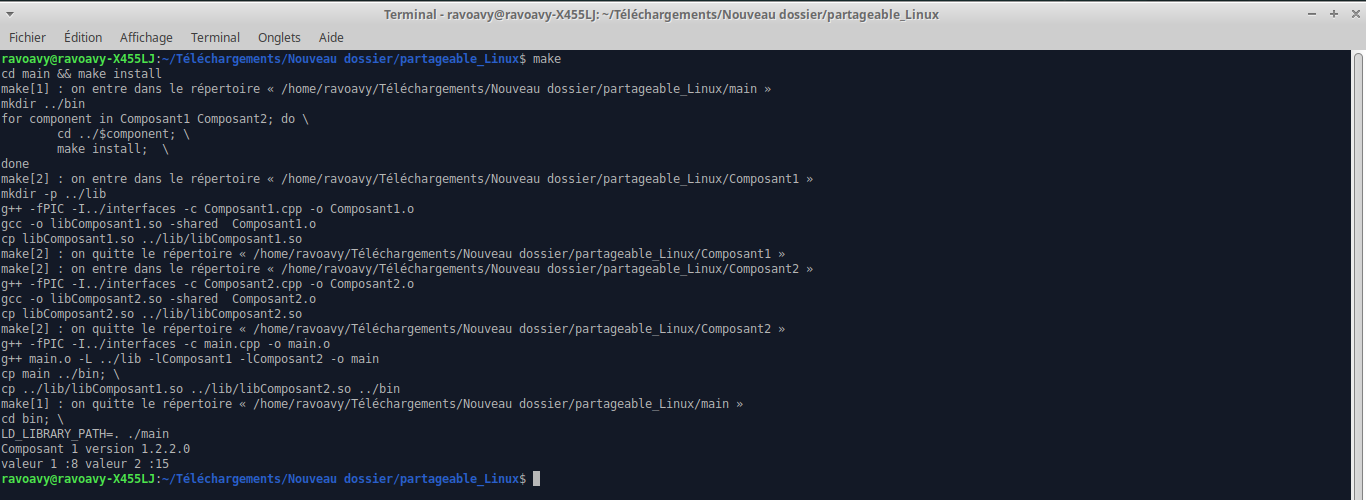 Terminal - ravoavy@ravoavy-X455LJ: ~/Téléchargements/Nouveau dossier/partageable_Linux
Fichier Édition Affichage Terminal Onglets Aide
ravoavy@ravoavy-X455LJ:~/Téléchargements/Nouveau dossier/partageable_Linux$ make
cd main && make install
make[1] : on entre dans le répertoire « /home/ravoavy/Téléchargements/Nouveau dossier/partageable_Linux/main »
mkdir ../bin
for component in Composant1 Composant2; do \
        cd ../$component; \
        make install;  \
done
make[2] : on entre dans le répertoire « /home/ravoavy/Téléchargements/Nouveau dossier/partageable_Linux/Composant1 »
mkdir -p ../lib
g++ -fPIC -I../interfaces -c Composant1.cpp -o Composant1.o
gcc -o libComposant1.so -shared  Composant1.o
cp libComposant1.so ../lib/libComposant1.so
make[2] : on quitte le répertoire « /home/ravoavy/Téléchargements/Nouveau dossier/partageable_Linux/Composant1 »
make[2] : on entre dans le répertoire « /home/ravoavy/Téléchargements/Nouveau dossier/partageable_Linux/Composant2 »
g++ -fPIC -I../interfaces -c Composant2.cpp -o Composant2.o
gcc -o libComposant2.so -shared  Composant2.o
cp libComposant2.so ../lib/libComposant2.so
make[2] : on quitte le répertoire « /home/ravoavy/Téléchargements/Nouveau dossier/partageable_Linux/Composant2 »
g++ -fPIC -I../interfaces -c main.cpp -o main.o
g++ main.o -L ../lib -lComposant1 -lComposant2 -o main
cp main ../bin; \
cp ../lib/libComposant1.so ../lib/libComposant2.so ../bin
make[1] : on quitte le répertoire « /home/ravoavy/Téléchargements/Nouveau dossier/partageable_Linux/main »
cd bin; \
LD_LIBRARY_PATH=. ./main
Composant 1 version 1.2.2.0
valeur 1 :8 valeur 2 :15
ravoavy@ravoavy-X455LJ:~/Téléchargements/Nouveau dossier/partageable_Linux$